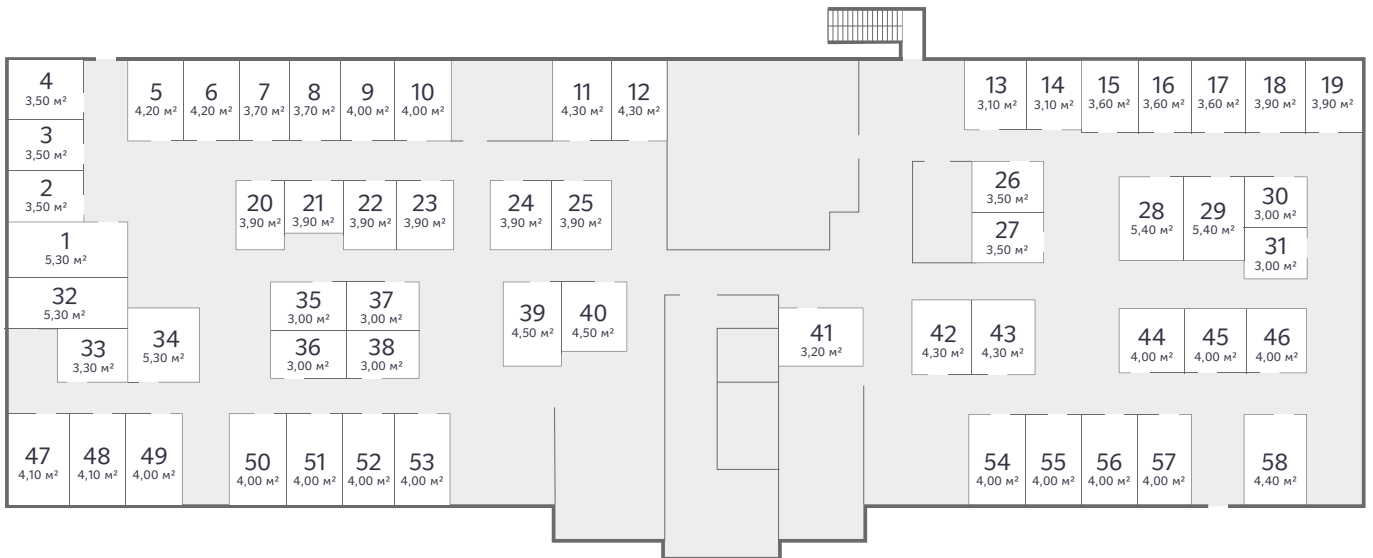 4
3,50 м²
3
3,50 м²
2
3,50 м²
1
5,30 м²
32
5,30 м²
33
3,30 м²
34
5,30 м²
5
4,20 м²
6
4,20 м²
7
3,70 м²
8
3,70 м²
9
4,00 м²
10
4,00 м²
11
4,30 м²
12
4,30 м²
13
3,10 м²
14
3,10 м²
15
3,60 м²
16
3,60 м²
17
3,60 м²
18
3,90 м²
19
3,90 м²
20
3,90 м²
21
3,90 м²
22
3,90 м²
23
3,90 м²
24
3,90 м²
25
3,90 м²
26
3,50 м²
27
3,50 м²
28
5,40 м²
29
5,40 м²
30
3,00 м²
31
3,00 м²
35
3,00 м²
37
3,00 м²
36
3,00 м²
38
3,00 м²
39
4,50 м²
40
4,50 м²
41
3,20 м²
42
4,30 м²
43
4,30 м²
44
4,00 м²
45
4,00 м²
46
4,00 м²
47
4,10 м²
48
4,10 м²
49
4,00 м²
50
4,00 м²
51
4,00 м²
52
4,00 м²
53
4,00 м²
54
4,00 м²
55
4,00 м²
56
4,00 м²
57
4,00 м²
58
4,40 м²